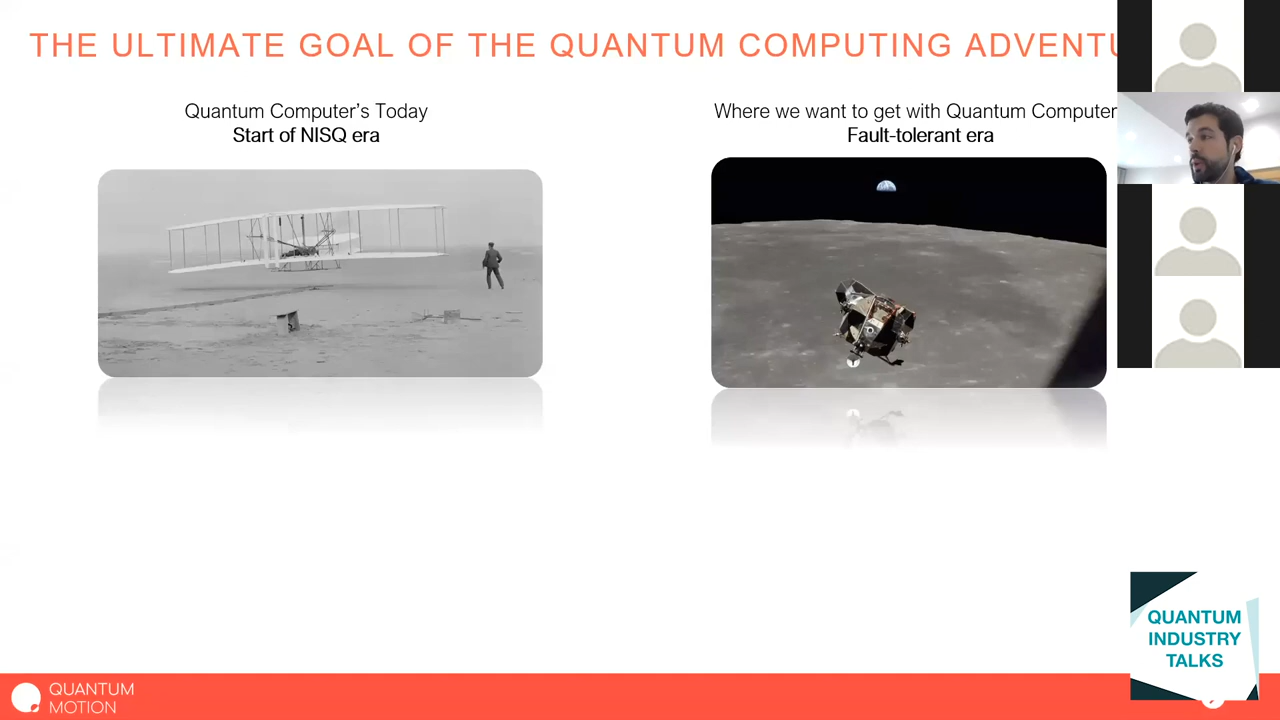 THE ULTIMATE GOAL OF THE QUANTUM COMPUTING ADVENTU
Quantum Computer's Today
Start of NISQ era
Where we want to get with Quantum Computer
Fault-tolerant era
QUANTUM
INDUSTRY
TALKS
QUANTUM
MOTION